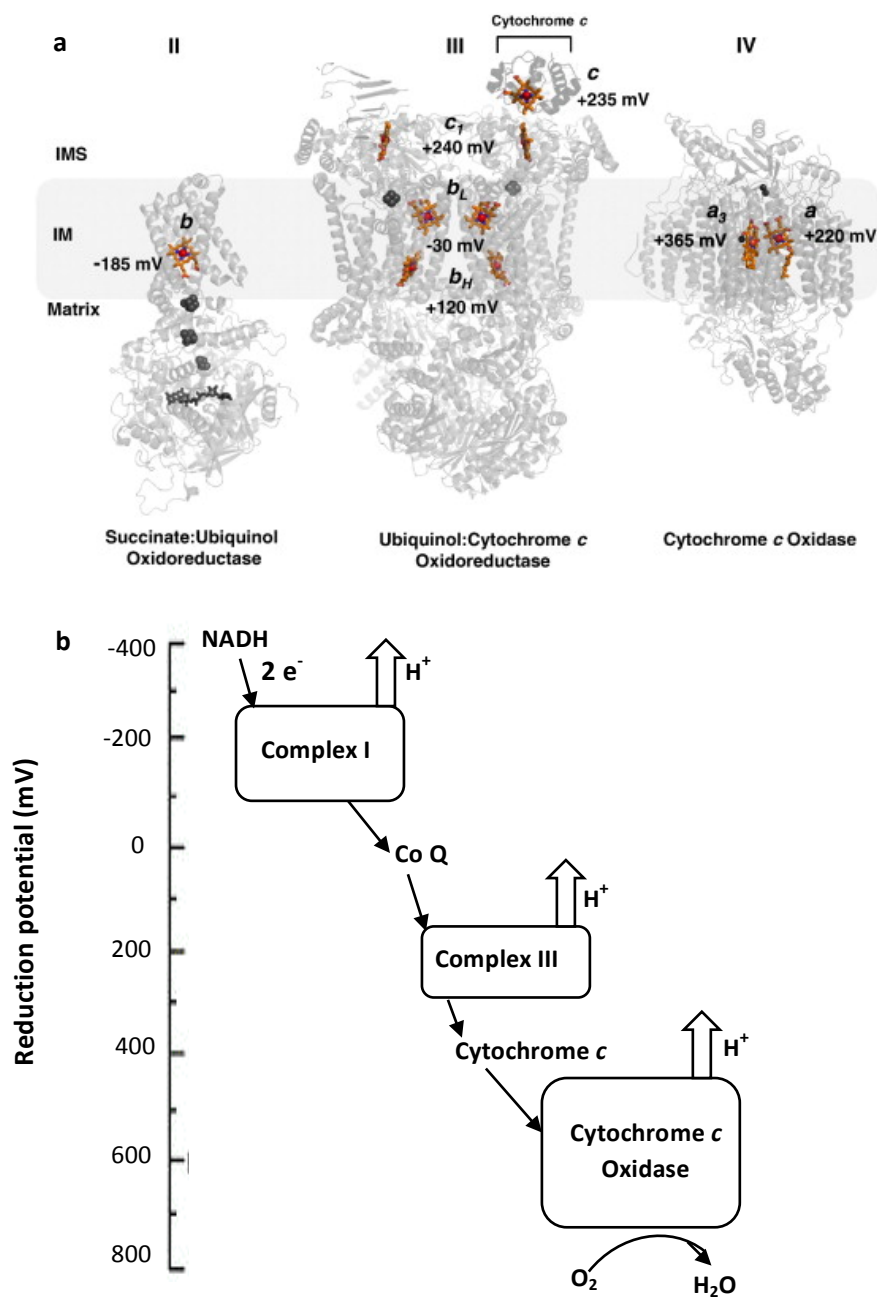 a
II
III
Cytochrome c
IV
c
+235 mV
c1
+240 mV
IMS
bL
b
a3
a
IM
-30 mV
+365 mV
+220 mV
-185 mV
bH
Matrix
+120 mV
Succinate:Ubiquinol
Oxidoreductase
Ubiquinol:Cytochrome c
Oxidoreductase
Cytochrome c Oxidase
b
Reduction potential (mV)
-400
-200
0
200
400
600
800
NADH
2 e-
H+
Complex I
Co Q
H+
Complex III
Cytochrome c
H+
Cytochrome c
Oxidase
O2
H2O